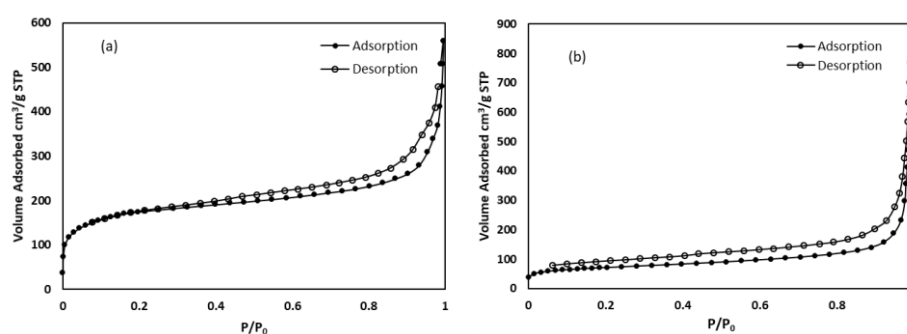 600
500
400
300
200
100
0
Volume Adsorbed cm³/g STP
(a)
Adsorption
Desorption
0 0.2 0.4 0.6 0.8 1
P/P₀
900
800
700
600
500
400
300
200
100
0
Volume Adsorbed cm³/g STP
(b)
Adsorption
Desorption
0 0.2 0.4 0.6 0.8
P/P₀